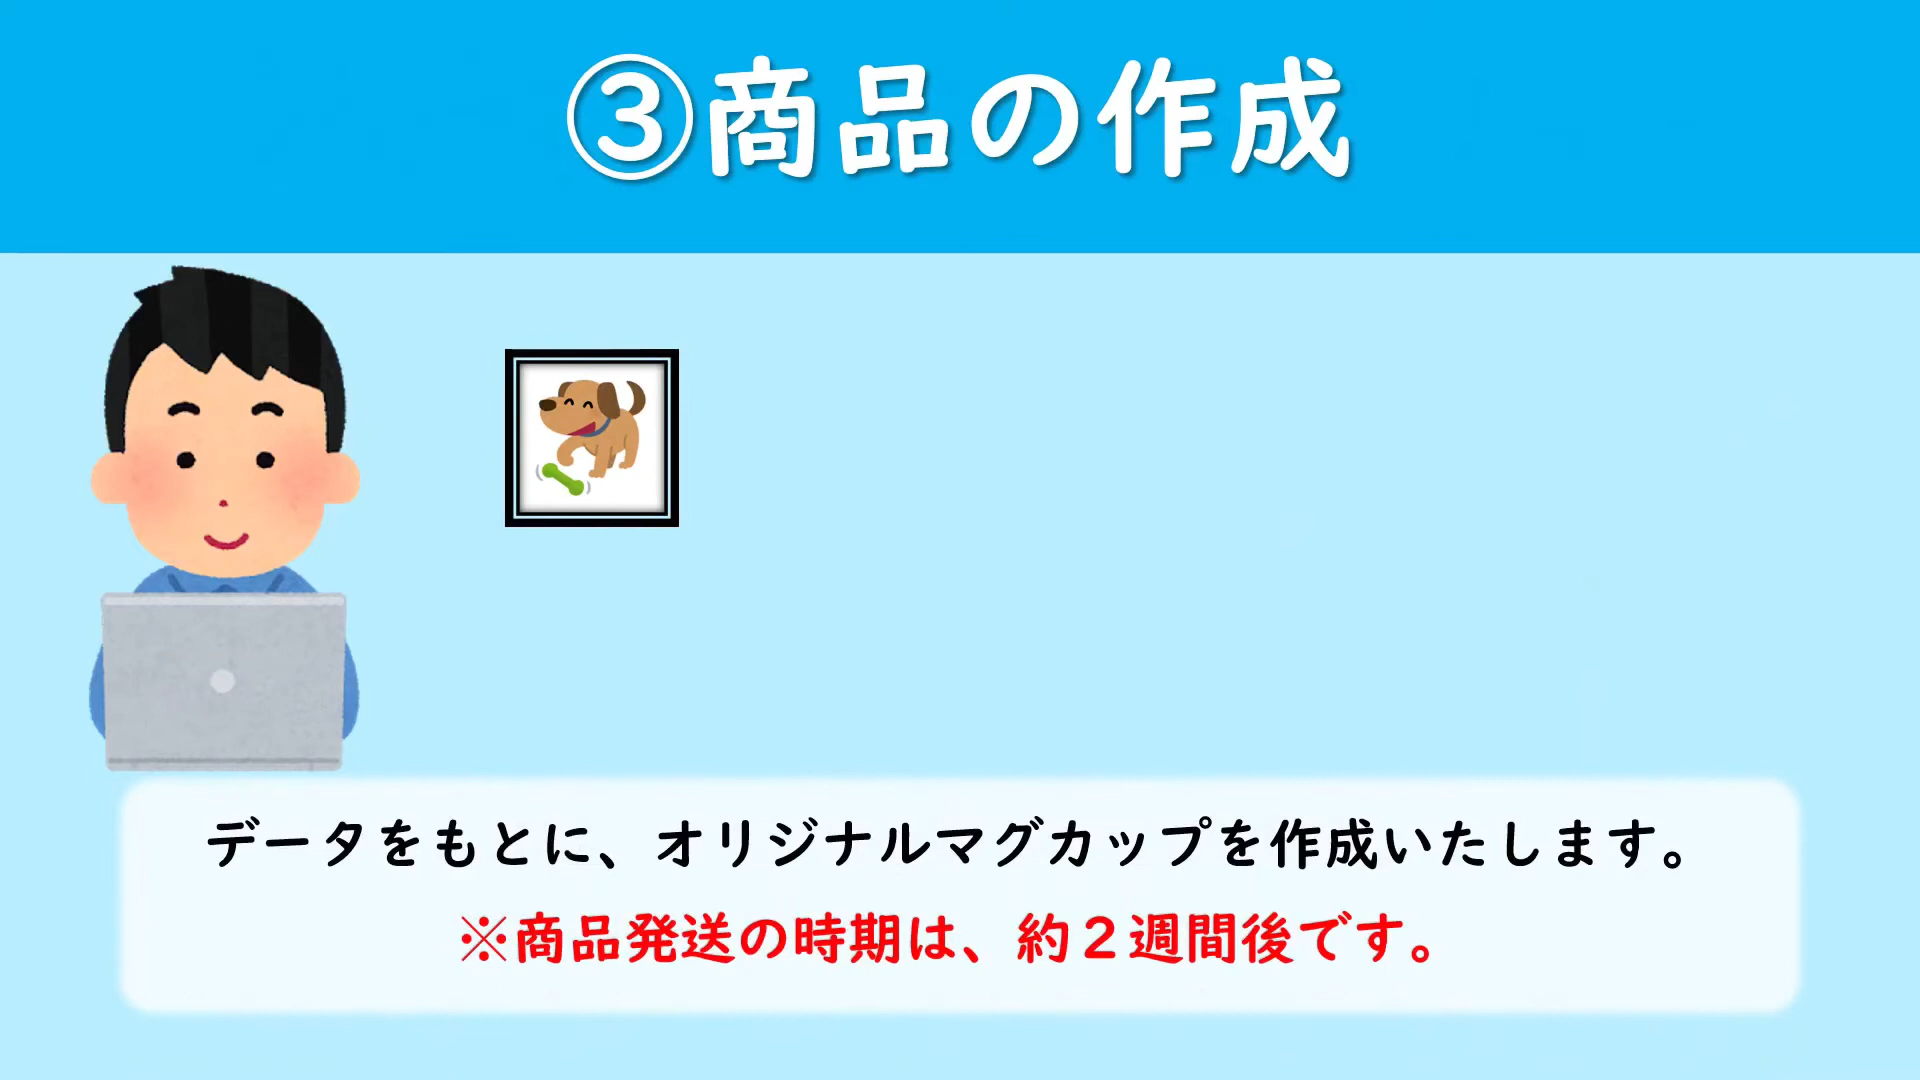 ③商品の作成
データをもとに、オリジナルマグカップを作成いたします。
※商品発送の時期は、約２週間後です。